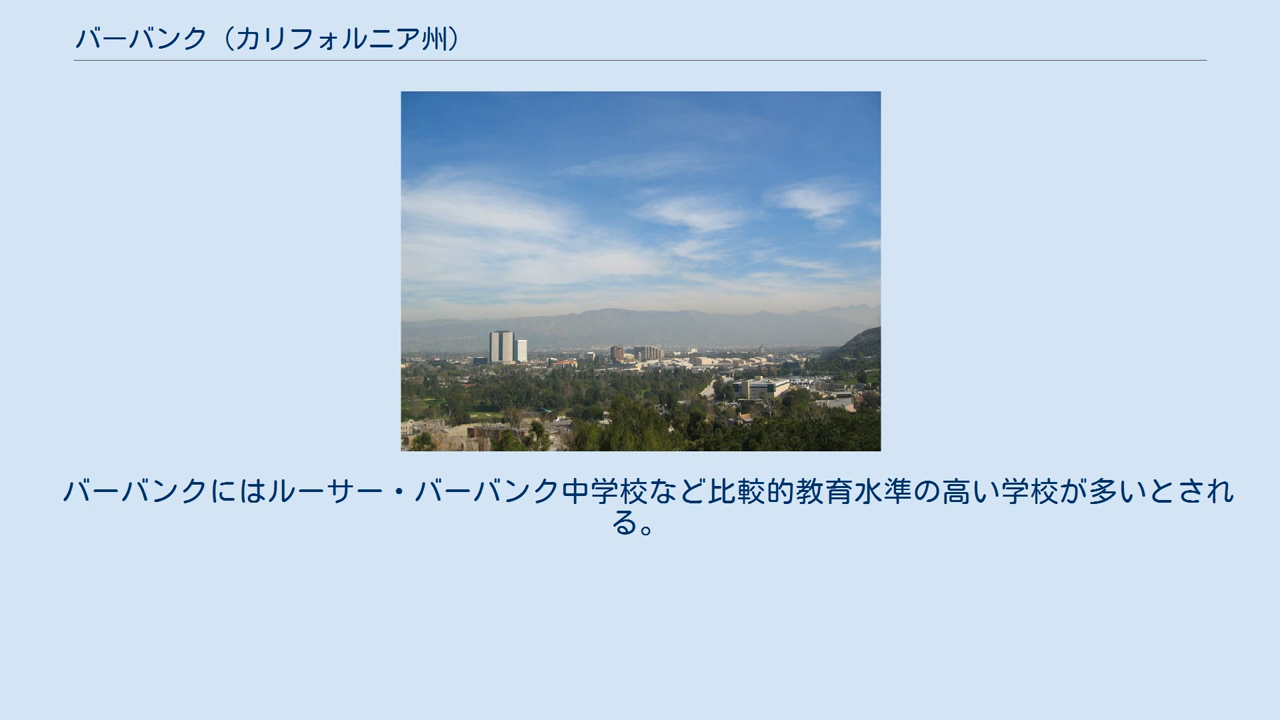 バーバンク（カリフォルニア州）
バーバンクにはルーサー・バーバンク中学校など比較的教育水準の高い学校が多いとされ
る。